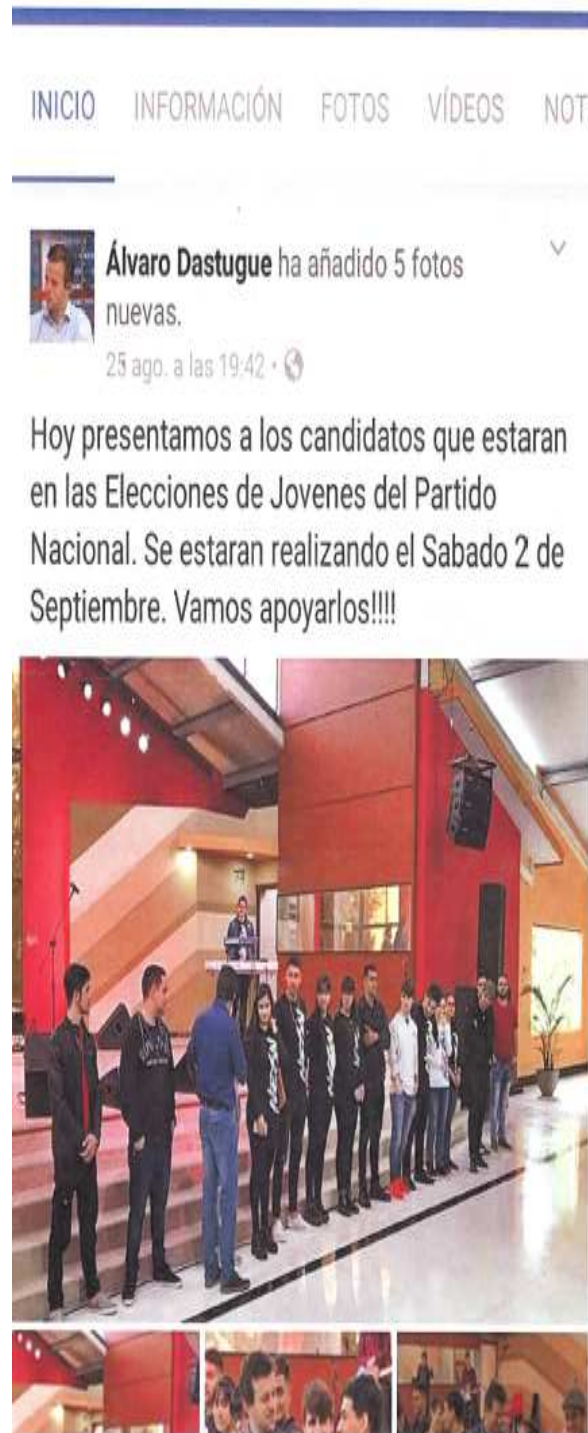 INICIO INFORMACIÓN FOTOS VÍDEOS NOT
Álvaro Dastugue ha añadido 5 fotos
nuevas.
25 ago. a las 19:42 ·
Hoy presentamos a los candidatos que estaran
en las Elecciones de Jovenes del Partido
Nacional. Se estaran realizando el Sabado 2 de
Septiembre. Vamos apoyarlos!!!!